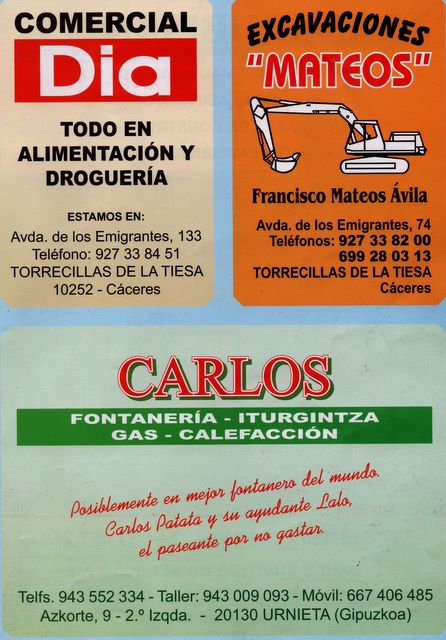 COMERCIAL
Dia
TODO EN
ALIMENTACIÓN Y
DROGUERÍA
ESTAMOS EN:
Avda. de los Emigrantes, 133
Teléfono: 927 33 84 51
TORRECILLAS DE LA TIESA
10252 - Cáceres
EXCAVACIONES
"MATEOS"
Francisco Mateos Ávila
Avda. de los Emigrantes, 74
Teléfonos: 927 33 82 00
699 28 03 13
TORRECILLAS DE LA TIESA
Cáceres
CARLOS
FONTANERÍA - ITURGINTZA
GAS - CALEFACCIÓN
Posiblemente en mejor fontanero del mundo.
Carlos Patata y su ayudante Lalo,
el paseante por no gastar.
Telfs. 943 552 334 - Taller: 943 009 093 - Móvil: 667 406 485
Azkorte, 9 - 2.º Izqda. - 20130 URNIETA (Gipuzkoa)